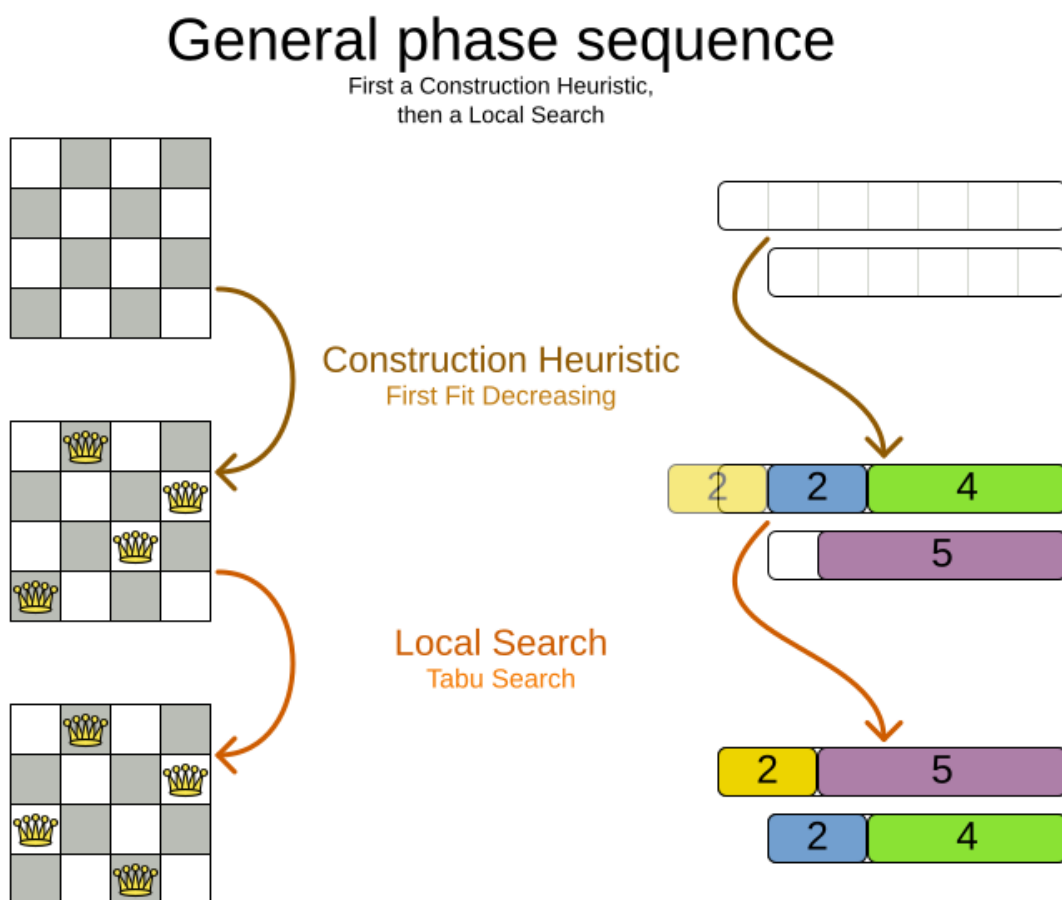 General phase sequence
First a Construction Heuristic,
then a Local Search
Construction Heuristic
First Fit Decreasing
2 2 4
5
Local Search
Tabu Search
2 5
2 4